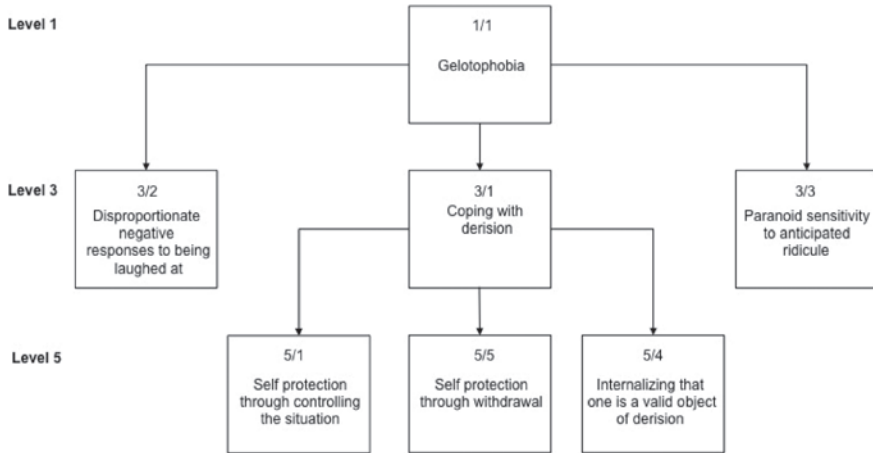 Level 1
1/1
Gelotophobia
Level 3
3/2
Disproportionate
negative
responses to being
laughed at
3/1
Coping with
derision
3/3
Paranoid sensitivity
to anticipated
ridicule
Level 5
5/1
Self protection
through controlling
the situation
5/5
Self protection
through withdrawal
5/4
Internalizing that
one is a valid object
of derision